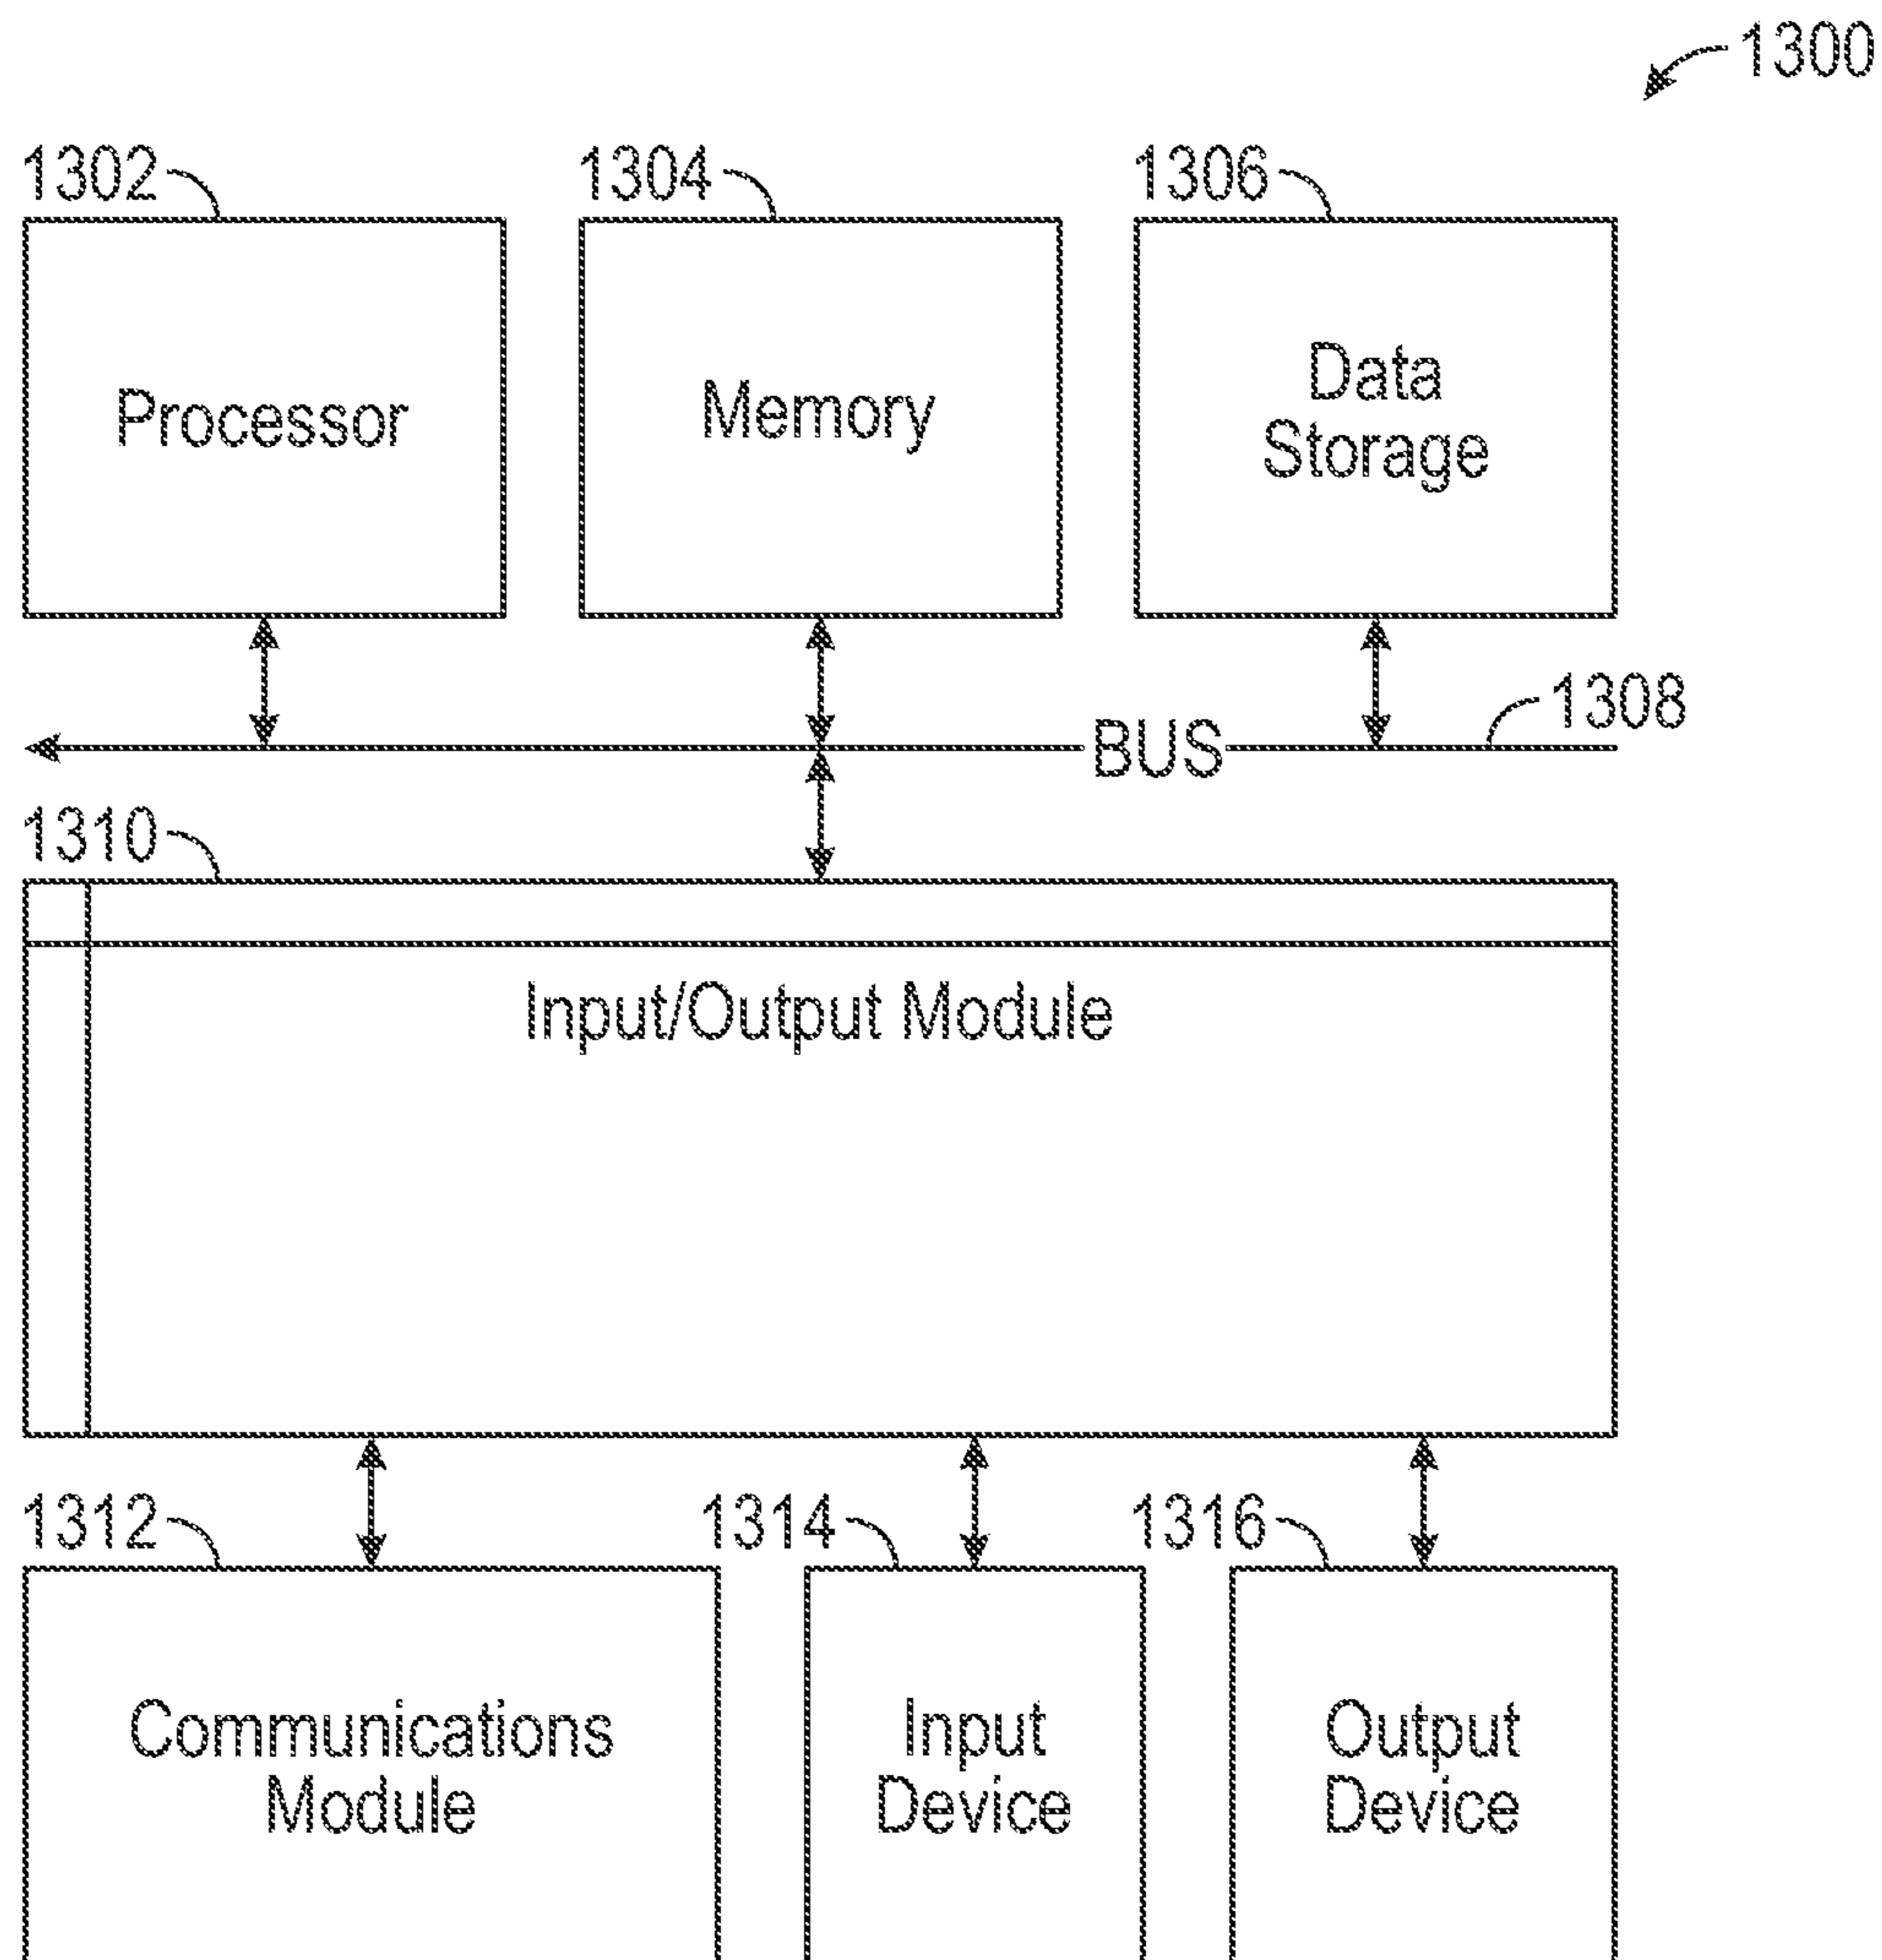 1300
1302
1304
1306
Processor
Memory
Data
Storage
1308
BUS
1310
Input/Output Module
1312
1314
1316
Communications
Module
Input
Device
Output
Device